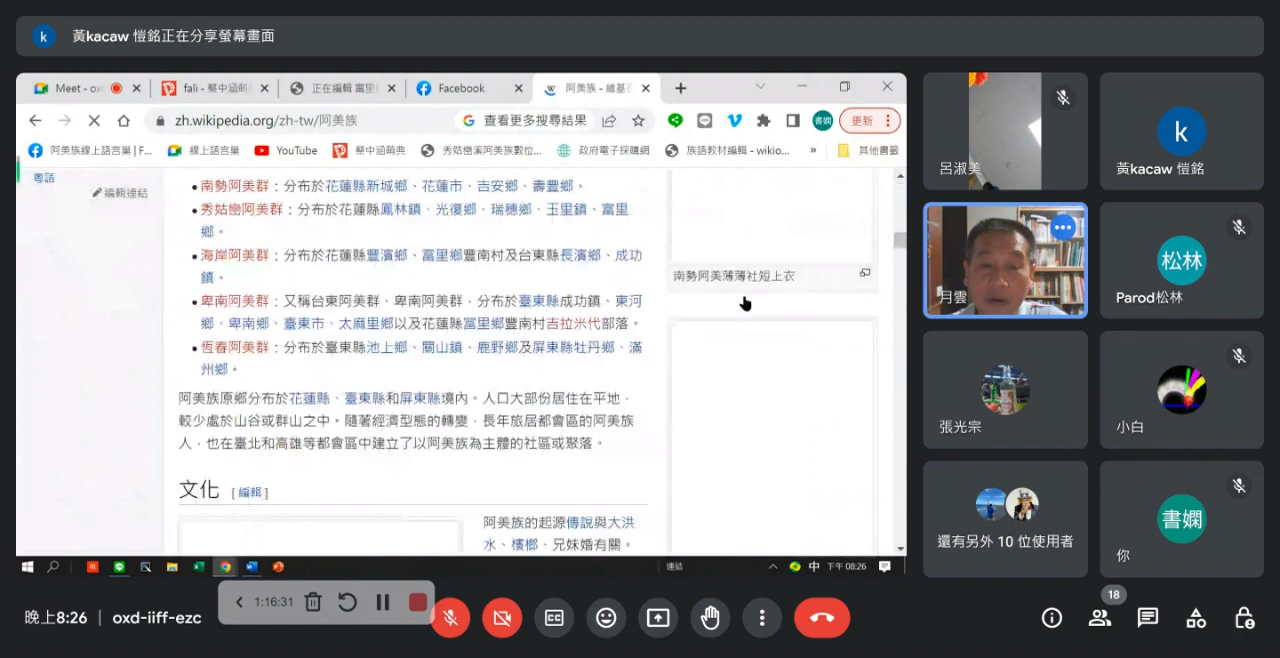 k 黃kacaw 愷銘正在分享螢幕畫面
Meet - ox
fali - 蔡中涵萌
正在編輯 富里
Facebook
阿美族 - 維基百
zh.wikipedia.org/zh-tw/阿美族
查看更多搜尋結果
書嫻
更新
阿美族線上語言巢 | F...
線上語言巢
YouTube
蔡中涵萌典
秀姑巒溪阿美族數位...
政府電子採購網
族語教材編輯 - wikio...
»
其他書籤
粵語
編輯連結
南勢阿美群：分布於花蓮縣新城鄉、花蓮市、吉安鄉、壽豐鄉。
秀姑巒阿美群：分布於花蓮縣鳳林鎮、光復鄉、瑞穗鄉、玉里鎮、富里
鄉。
海岸阿美群：分布於花蓮縣豐濱鄉、富里鄉豐南村及台東縣長濱鄉、成功
鎮。
卑南阿美群：又稱台東阿美群、卑南阿美群，分布於臺東縣成功鎮、東河
鄉、卑南鄉、臺東市、太麻里鄉以及花蓮縣富里鄉豐南村吉拉米代部落。
恆春阿美群：分布於臺東縣池上鄉、關山鎮、鹿野鄉及屏東縣牡丹鄉、滿
州鄉。
阿美族原鄉分布於花蓮縣、臺東縣和屏東縣境內。人口大部份居住在平地，
較少處於山谷或群山之中。隨著經濟型態的轉變，長年旅居都會區的阿美族
人，也在臺北和高雄等都會區中建立了以阿美族為主體的社區或聚落。
文化 [編輯]
阿美族的起源傳說與大洪
水、檳榔、兄妹婚有關。
南勢阿美薄薄社短上衣
連結
中
下午 08:26
呂淑美
k
黃kacaw 愷銘
月雲
松林
Parod松林
張光宗
小白
還有另外 10 位使用者
書嫻
你
晚上8:26 | oxd-iiff-ezc
1:16:31
18